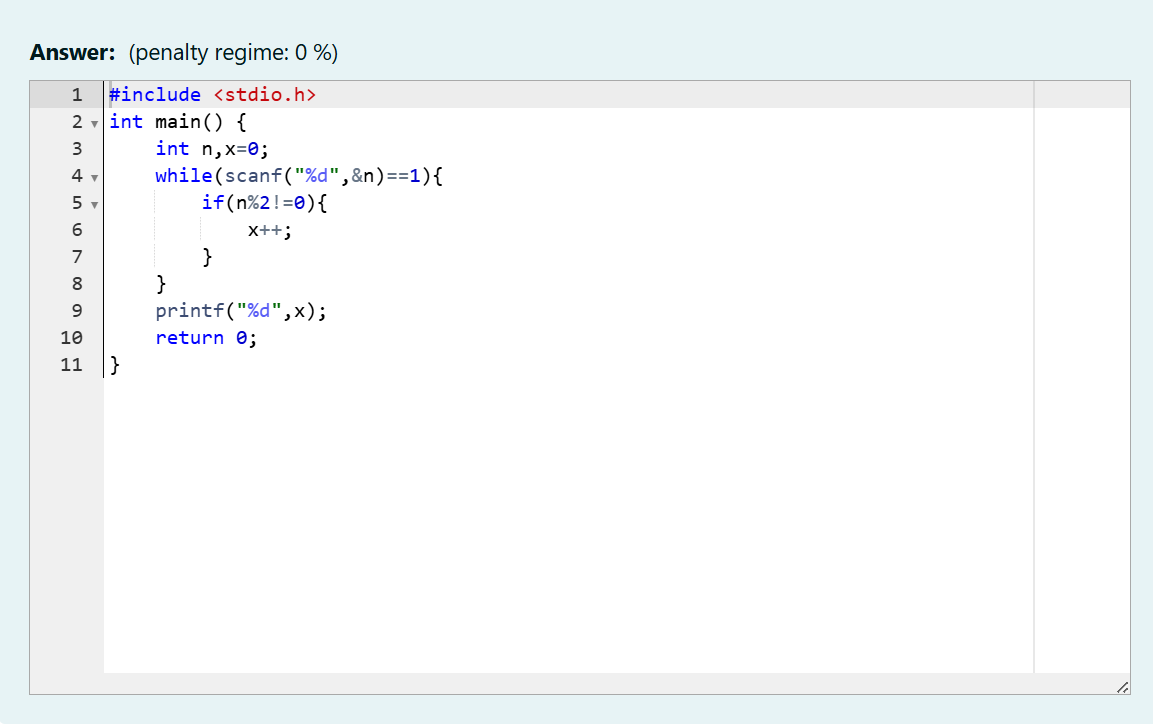 Answer: (penalty regime: 0 %)
1 #include <stdio.h>
2 int main() {
3     int n,x=0;
4     while(scanf("%d",&n)==1){
5         if(n%2!=0){
6             x++;
7         }
8     }
9     printf("%d",x);
10     return 0;
11 }